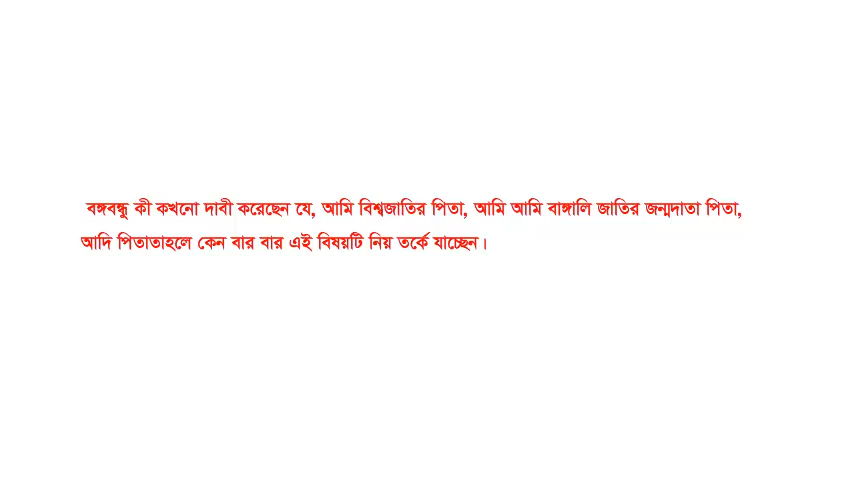 বঙ্গবন্ধু কী কখনো দাবী করেছেন যে, আমি বিশ্বজাতির পিতা, আমি আমি বাঙ্গালি জাতির জন্মদাতা পিতা,
আদি পিতাতাহলে কেন বার বার এই বিষয়টি নিয় তর্কে যাচ্ছেন।